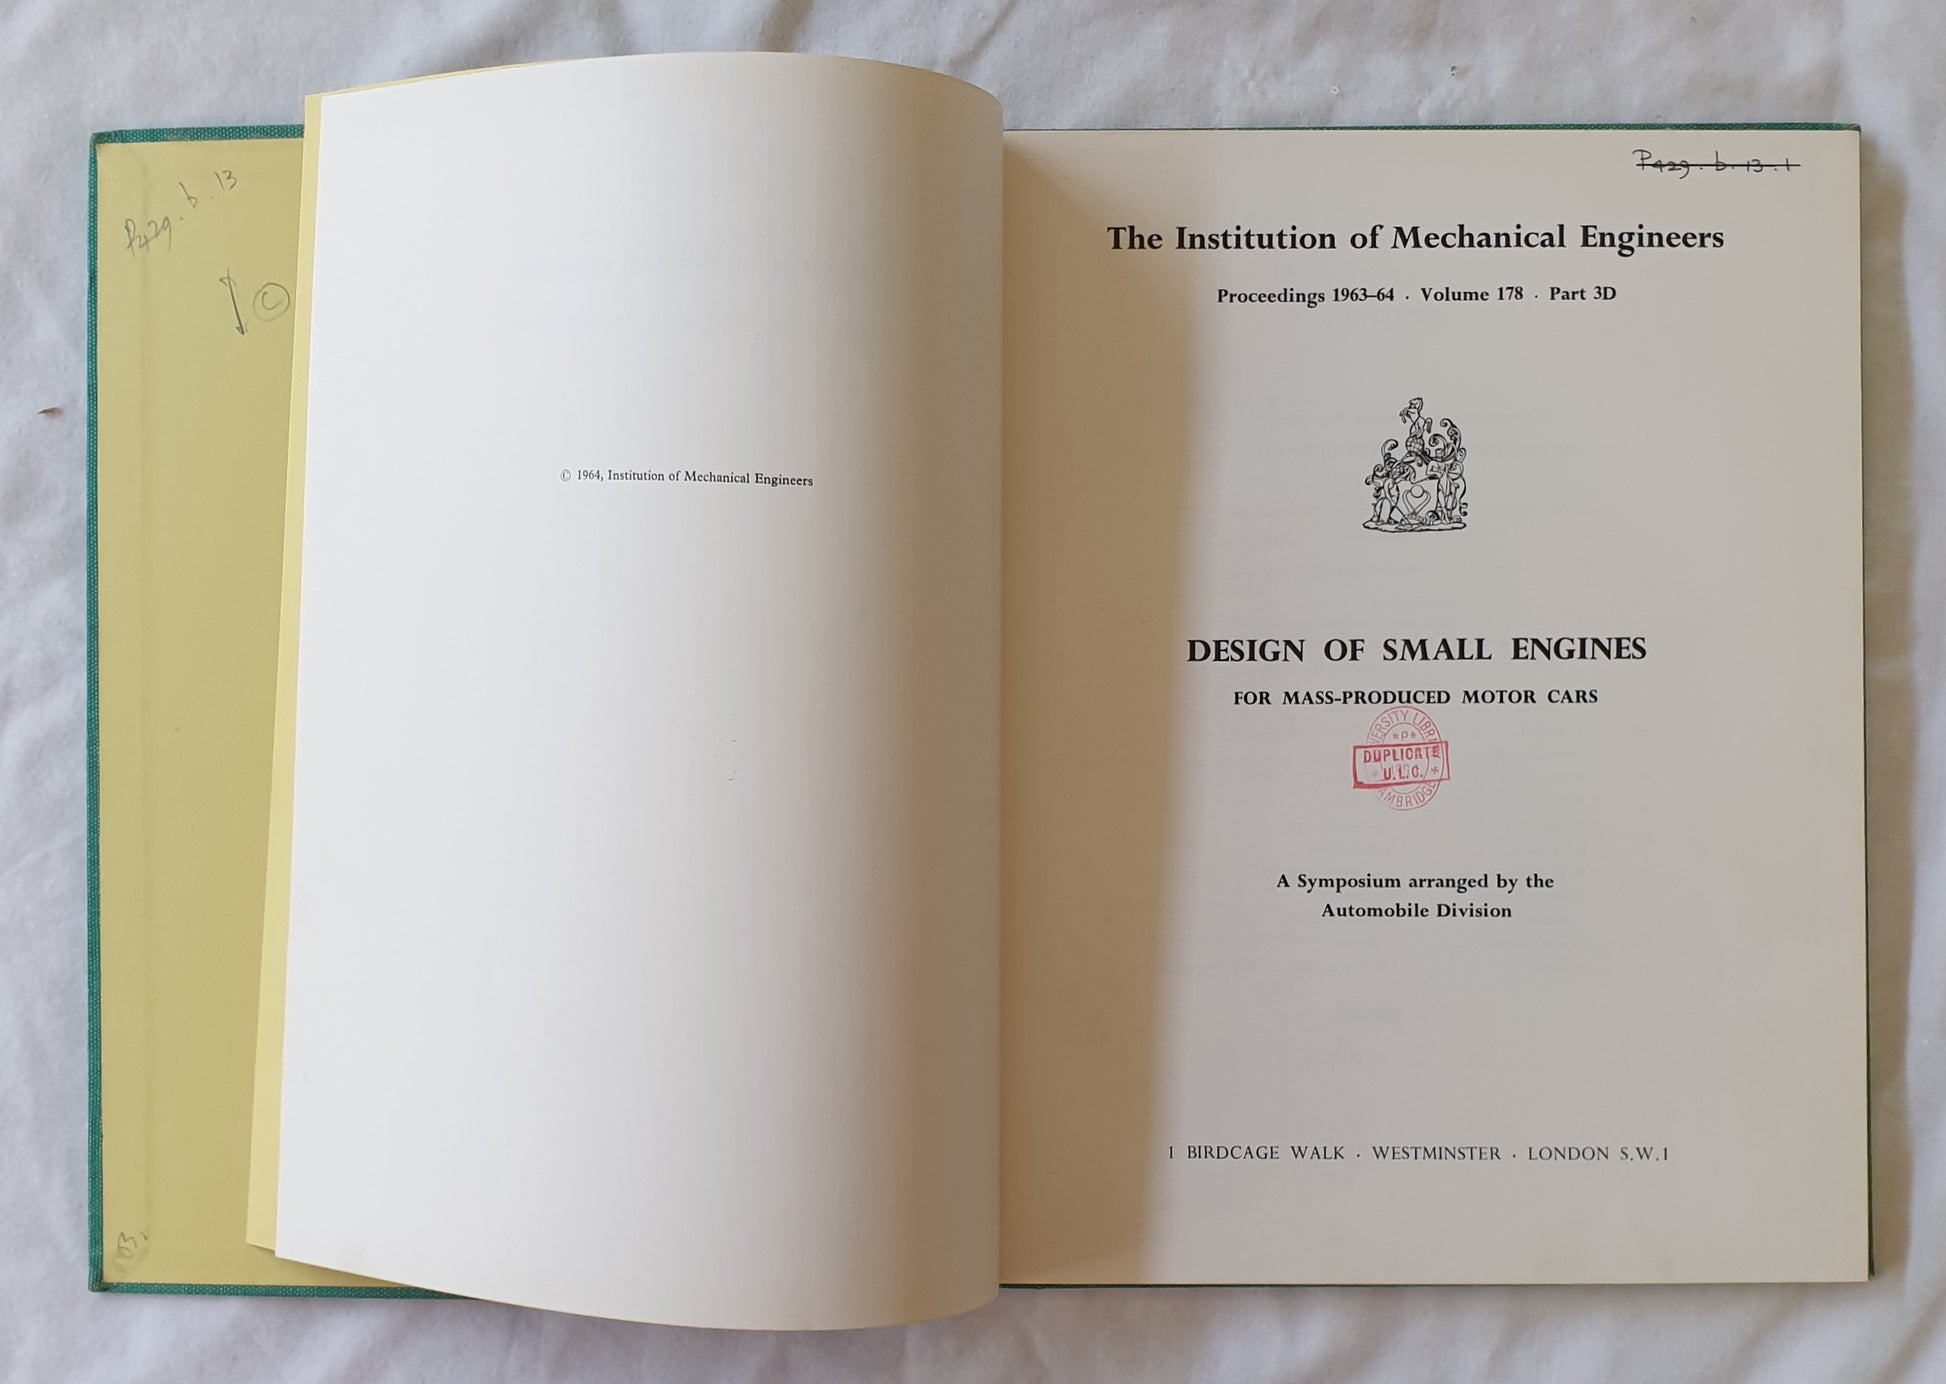 P429.b.13
© 1964, Institution of Mechanical Engineers
P429.b.13.1
The Institution of Mechanical Engineers
Proceedings 1963–64 · Volume 178 · Part 3D
DESIGN OF SMALL ENGINES
FOR MASS-PRODUCED MOTOR CARS
DUPLICATE
U.L.C.
A Symposium arranged by the
Automobile Division
1 BIRDCAGE WALK · WESTMINSTER · LONDON S.W.1